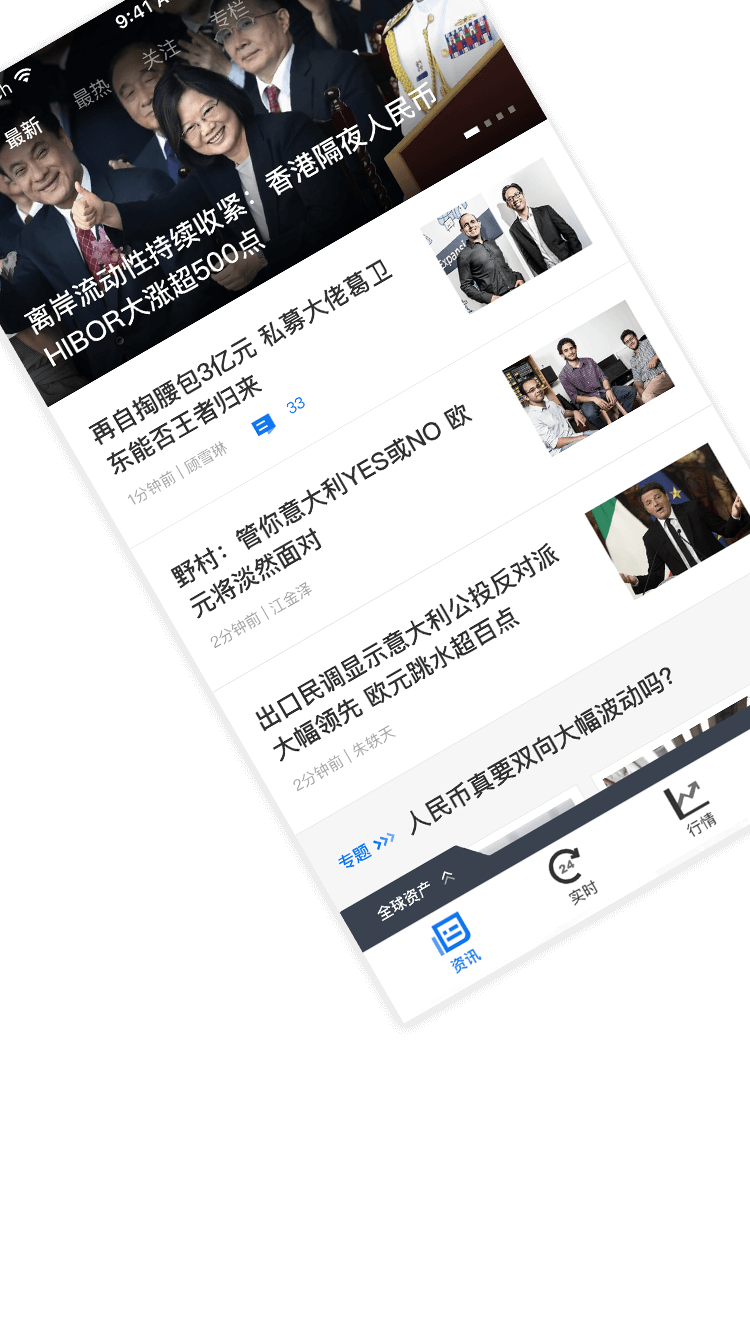 9:41 A
最新
最热
关注
专栏
离岸流动性持续收紧：香港隔夜人民币
HIBOR大涨超500点
再自掏腰包3亿元 私募大佬葛卫
东能否王者归来
1分钟前 | 顾雪琳
33
野村：管你意大利YES或NO 欧
元将淡然面对
2分钟前 | 江金泽
出口民调显示意大利公投反对派
大幅领先 欧元跳水超百点
2分钟前 | 朱轶天
专题
人民币真要双向大幅波动吗？
全球资产
资讯
24
实时
行情